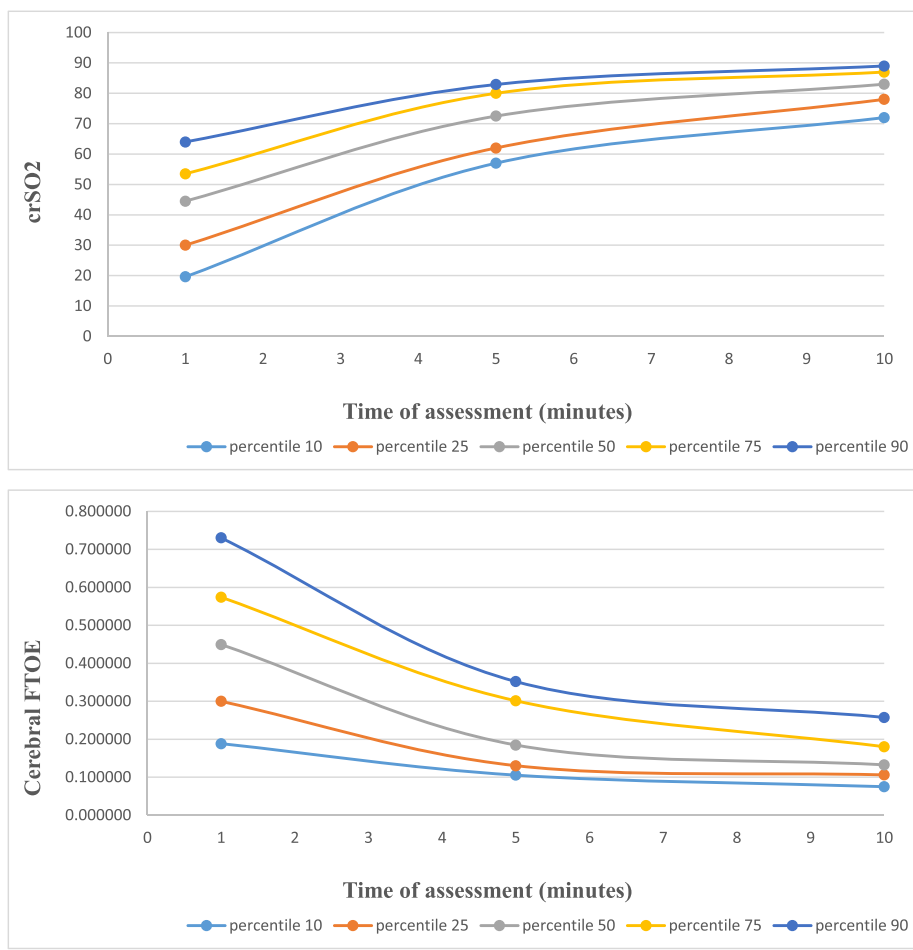 100
90
80
70
60
50
40
30
20
10
0
crSO2
0 1 2 3 4 5 6 7 8 9 10
Time of assessment (minutes)
percentile 10 percentile 25 percentile 50 percentile 75 percentile 90
0.800000
0.700000
0.600000
0.500000
0.400000
0.300000
0.200000
0.100000
0.000000
Cerebral FTOE
0 1 2 3 4 5 6 7 8 9 10
Time of assessment (minutes)
percentile 10 percentile 25 percentile 50 percentile 75 percentile 90